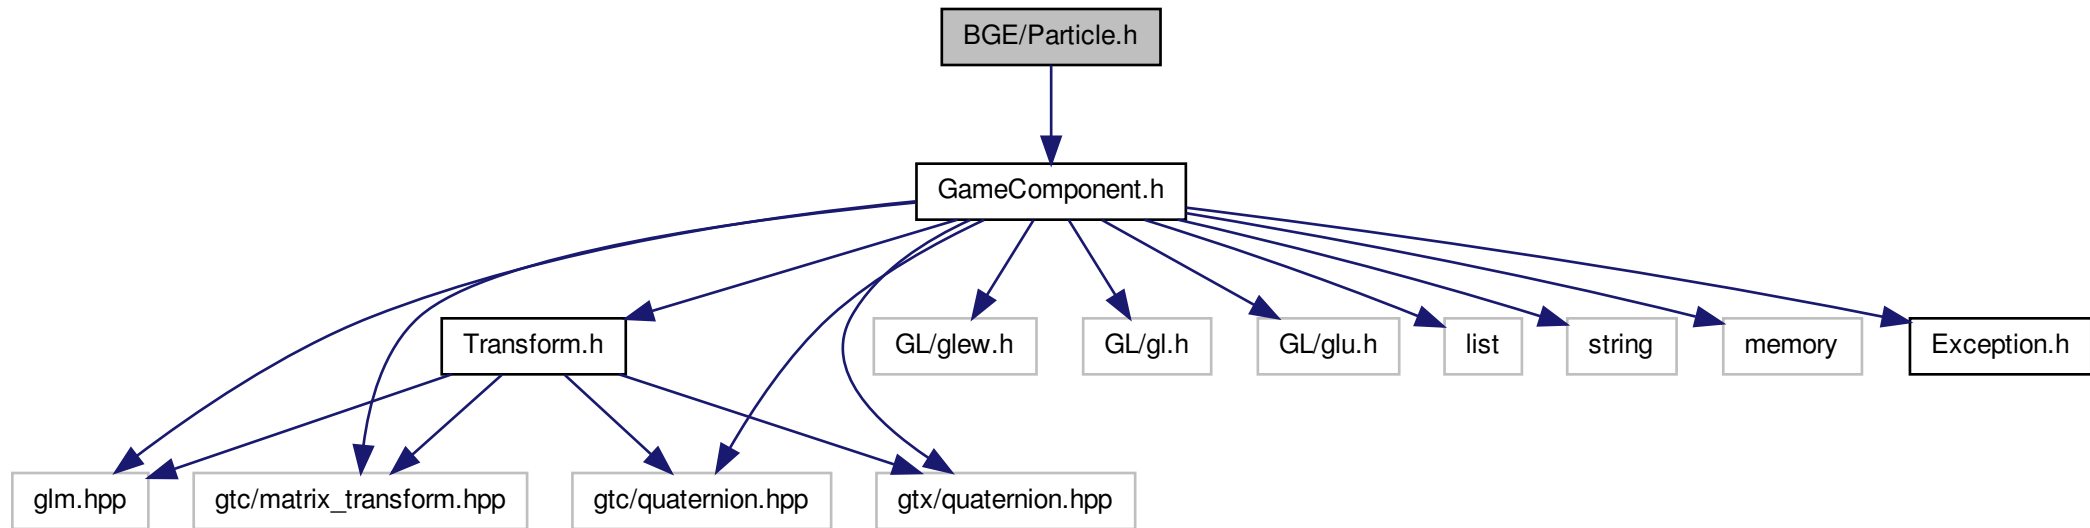 BGE/Particle.h
GameComponent.h
Transform.h
GL/glew.h
GL/gl.h
GL/glu.h
list
string
memory
Exception.h
glm.hpp
gtc/matrix_transform.hpp
gtc/quaternion.hpp
gtx/quaternion.hpp